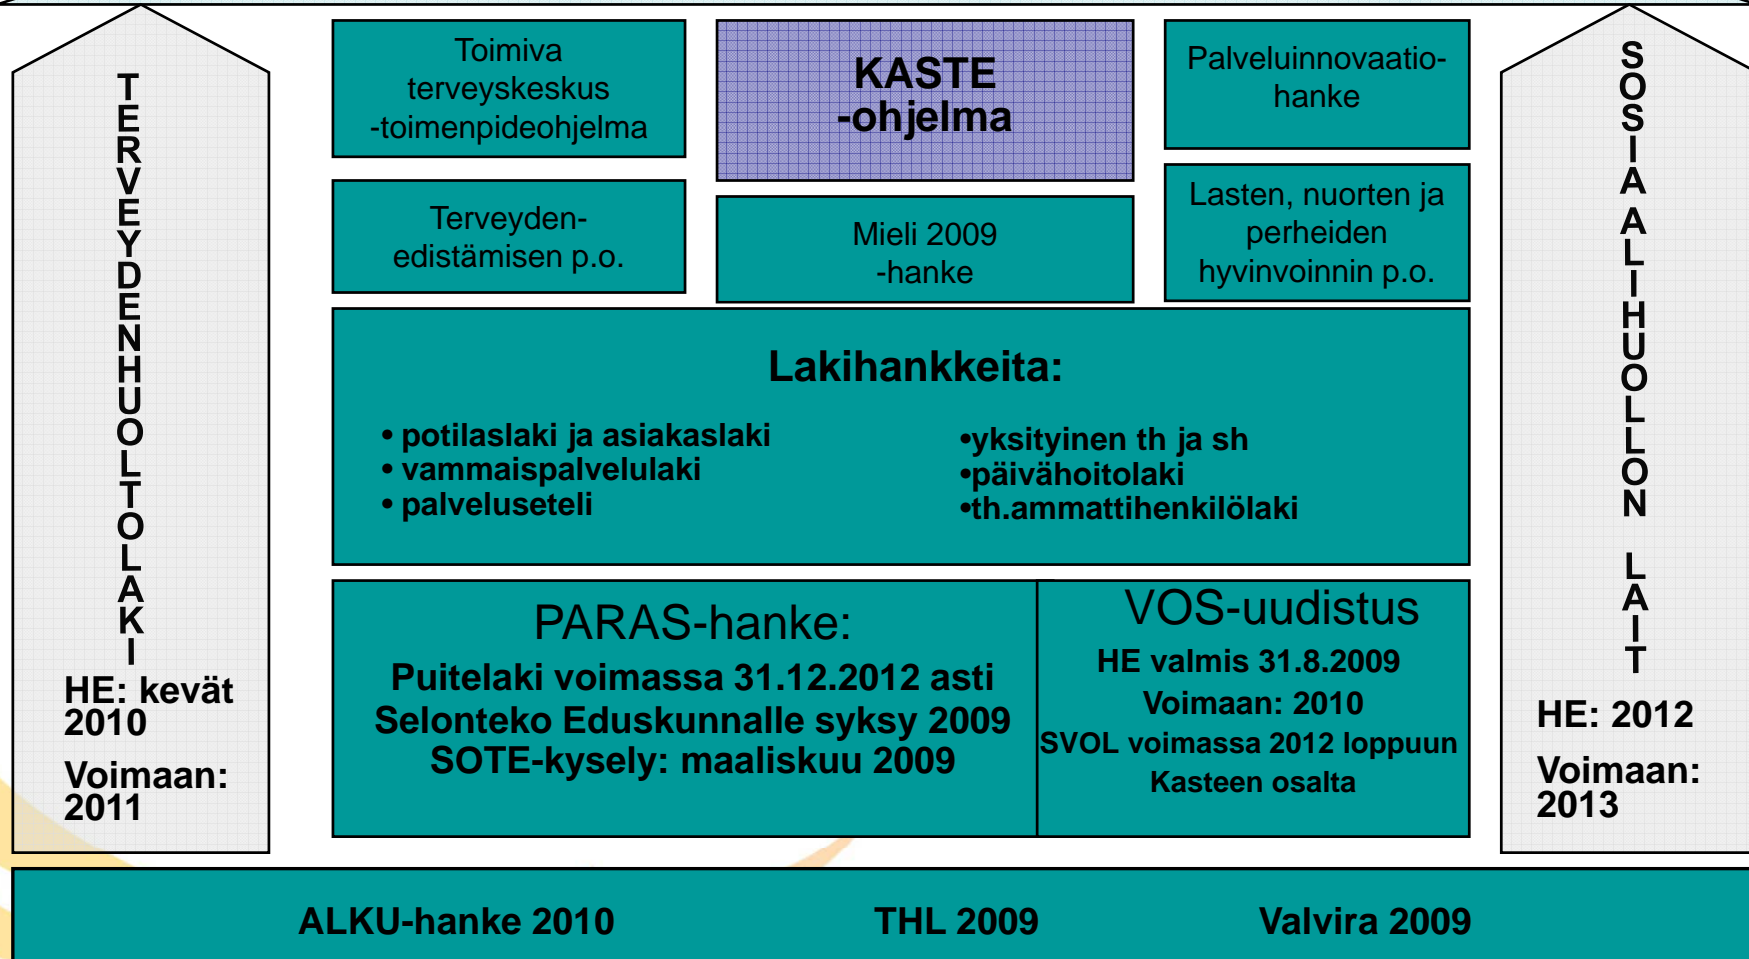 TERVEYDENHUOLTOLAKI
HE: kevät
2010
Voimaan:
2011
Toimiva
terveyskeskus
-toimenpideohjelma
KASTE
-ohjelma
Palveluinnovaatio-
hanke
Terveyden-
edistämisen p.o.
Mieli 2009
-hanke
Lasten, nuorten ja
perheiden
hyvinvoinnin p.o.
Lakihankkeita:
• potilaslaki ja asiakaslaki
• vammaispalvelulaki
• palveluseteli
•yksityinen th ja sh
•päivähoitolaki
•th.ammattihenkilölaki
PARAS-hanke:
Puitelaki voimassa 31.12.2012 asti
Selonteko Eduskunnalle syksy 2009
SOTE-kysely: maaliskuu 2009
VOS-uudistus
HE valmis 31.8.2009
Voimaan: 2010
SVOL voimassa 2012 loppuun
Kasteen osalta
SOSIAALIHUOLLON LAIT
HE: 2012
Voimaan:
2013
ALKU-hanke 2010 THL 2009 Valvira 2009